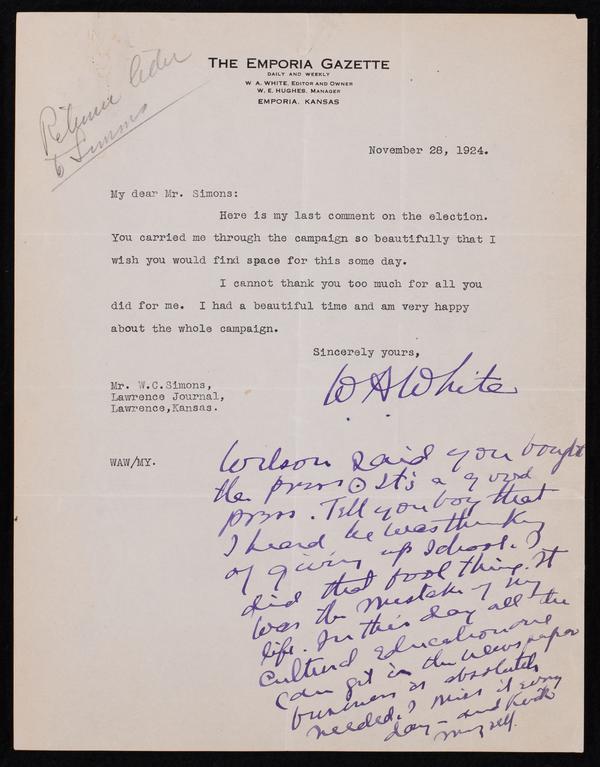 Return letter
to Simons
THE EMPORIA GAZETTE
DAILY AND WEEKLY
W. A. WHITE, EDITOR AND OWNER
W. E. HUGHES, MANAGER
EMPORIA, KANSAS
November 28, 1924.
My dear Mr. Simons:
Here is my last comment on the election.
You carried me through the campaign so beautifully that I
wish you would find space for this some day.
I cannot thank you too much for all you
did for me. I had a beautiful time and am very happy
about the whole campaign.
Sincerely yours,
W A White
Mr. W.C.Simons,
Lawrence Journal,
Lawrence,Kansas.
WAW/MY.
Wilson said you bought
the press ⊙ It's a good
press. Tell you boy that
I heard he was thinking
of giving up school. I
did that fool thing. It
was the mistake of my
life. In this day all the
cultural education one
can get in the newspaper
business is absolutely
needed. I miss it every
day – and kick
myself.